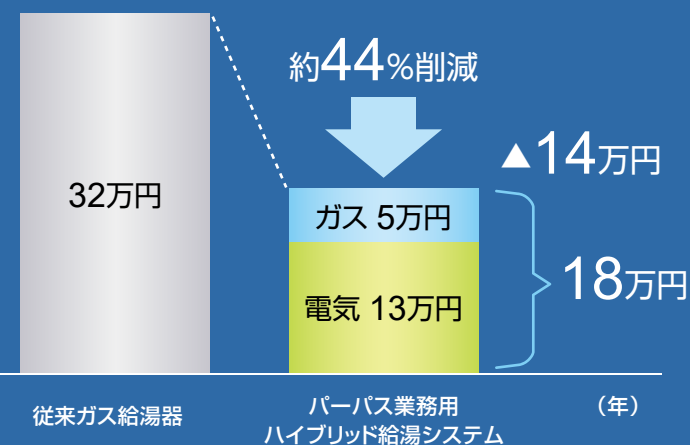 約44%削減
▲14万円
32万円
ガス 5万円
電気 13万円
18万円
従来ガス給湯器
パーパス業務用
ハイブリッド給湯システム
（年）